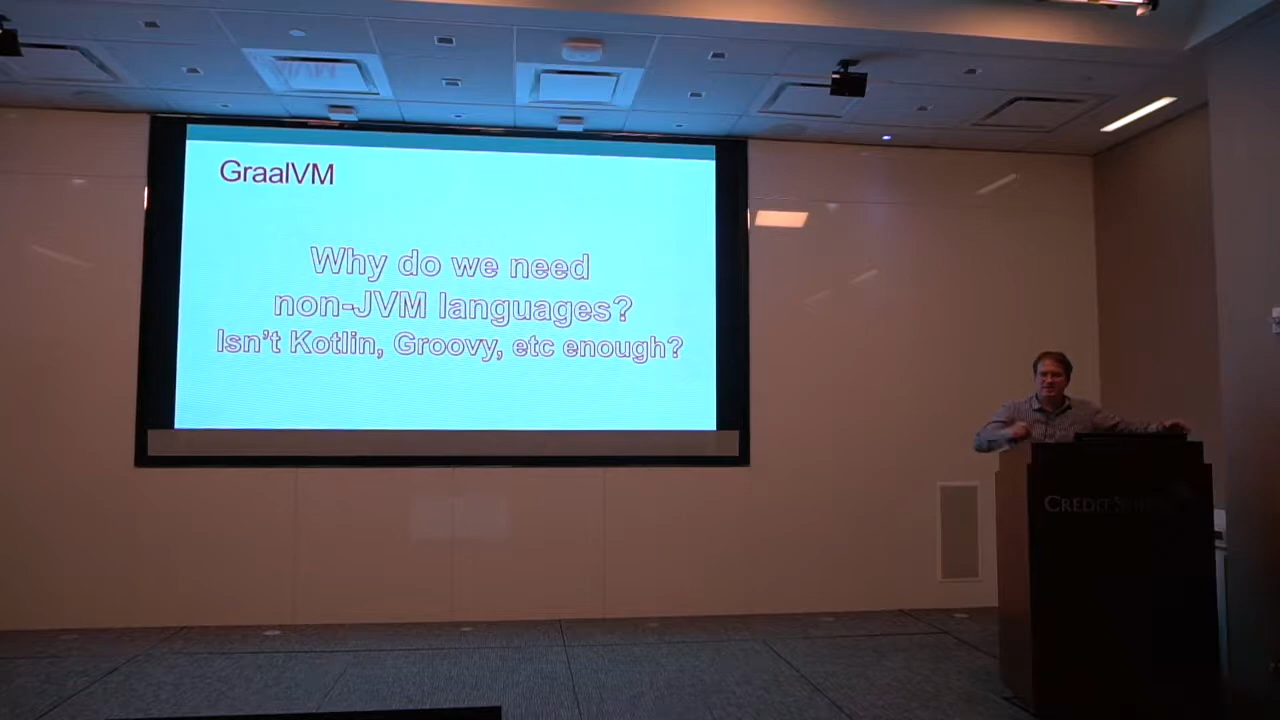 GraalVM
Why do we need
non-JVM languages?
Isn't Kotlin, Groovy, etc enough?
CREDIT